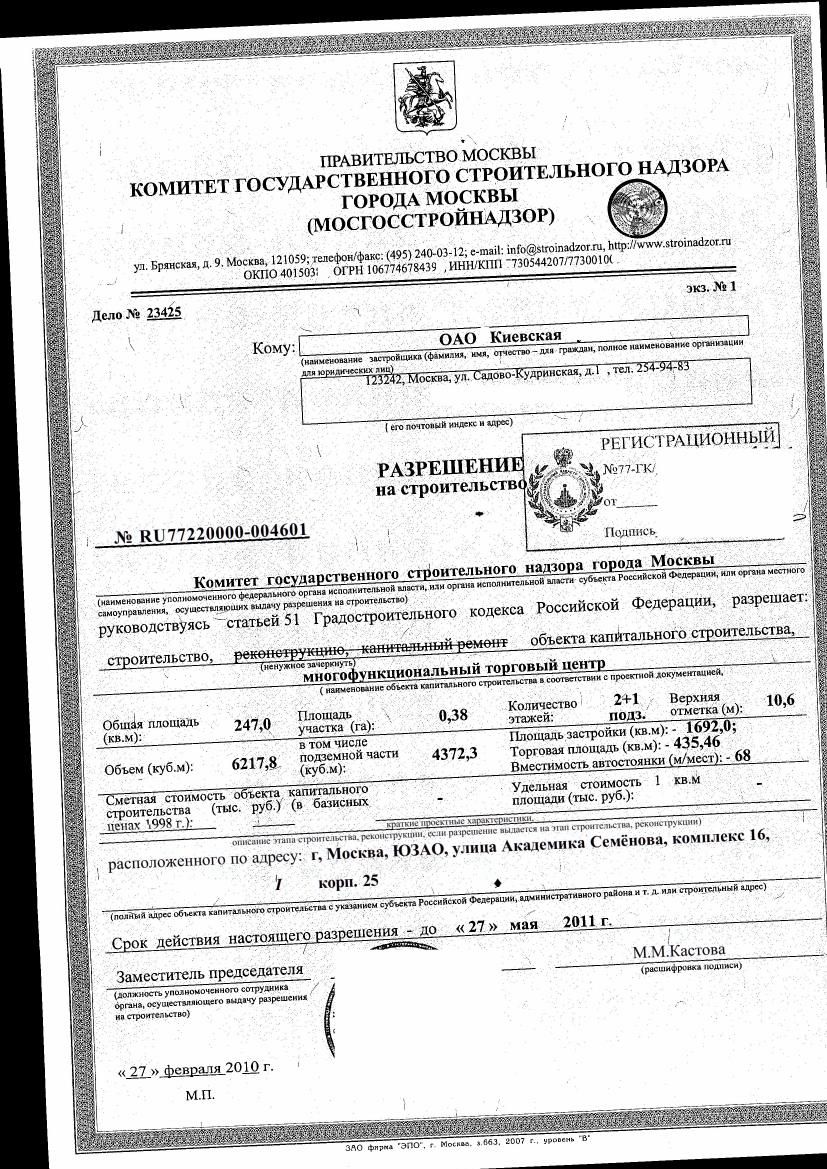 ПРАВИТЕЛЬСТВО МОСКВЫ
КОМИТЕТ ГОСУДАРСТВЕННОГО СТРОИТЕЛЬНОГО НАДЗОРА
ГОРОДА МОСКВЫ
(МОСГОССТРОЙНАДЗОР)
ул. Брянская, д. 9. Москва, 121059; телефон/факс: (495) 240-03-12; e-mail: info@stroinadzor.ru, http://www.stroinadzor.ru
ОКПО 401503 ОГРН 106774678439 , ИНН/КПП 730544207/7730010
экз. № 1
Дело № 23425
Кому: ОАО Киевская
(наименование застройщика (фамилия, имя, отчество – для граждан, полное наименование организации
для юридических лиц)
123242, Москва, ул. Садово-Кудринская, д.1 , тел. 254-94-83
( его почтовый индекс и адрес)
РЕГИСТРАЦИОННЫЙ
№77-ГК/
от
Подпись
РАЗРЕШЕНИЕ
на строительство
№ RU77220000-004601
Комитет государственного строительного надзора города Москвы
(наименование уполномоченного федерального органа исполнительной власти, или органа исполнительной власти субъекта Российской Федерации, или органа местного
самоуправления, осуществляющих выдачу разрешения на строительство)
руководствуясь статьей 51 Градостроительного кодекса Российской Федерации, разрешает:
строительство, реконструкцию, капитальный ремонт объекта капитального строительства,
(ненужное зачеркнуть)
многофункциональный торговый центр
( наименование объекта капитального строительства в соответствии с проектной документацией,
Общая площадь (кв.м): 247,0 Площадь участка (га): 0,38 Количество этажей: 2+1 подз. Верхняя отметка (м): 10,6
Объем (куб.м): 6217,8 в том числе подземной части (куб.м): 4372,3 Площадь застройки (кв.м): - 1692,0;
Торговая площадь (кв.м): - 435,46
Вместимость автостоянки (м/мест): - 68
Сметная стоимость объекта капитального строительства (тыс. руб.) (в базисных ценах 1998 г.): - Удельная стоимость 1 кв.м площади (тыс. руб.): -
краткие проектные характеристики.
описание этапа строительства, реконструкции, если разрешение выдается на этап строительства, реконструкции)
расположенного по адресу: г, Москва, ЮЗАО, улица Академика Семёнова, комплекс 16,
корп. 25
(полный адрес объекта капитального строительства с указанием субъекта Российской Федерации, административного района и т. д. или строительный адрес)
Срок действия настоящего разрешения - до « 27 » мая 2011 г.
Заместитель председателя М.М.Кастова
(должность уполномоченного сотрудника
органа, осуществляющего выдачу разрешения
на строительство)
(расшифровка подписи)
« 27 » февраля 2010 г.
М.П.
ЗАО фирма "ЭПО", г. Москва, з.663, 2007 г., уровень "В"